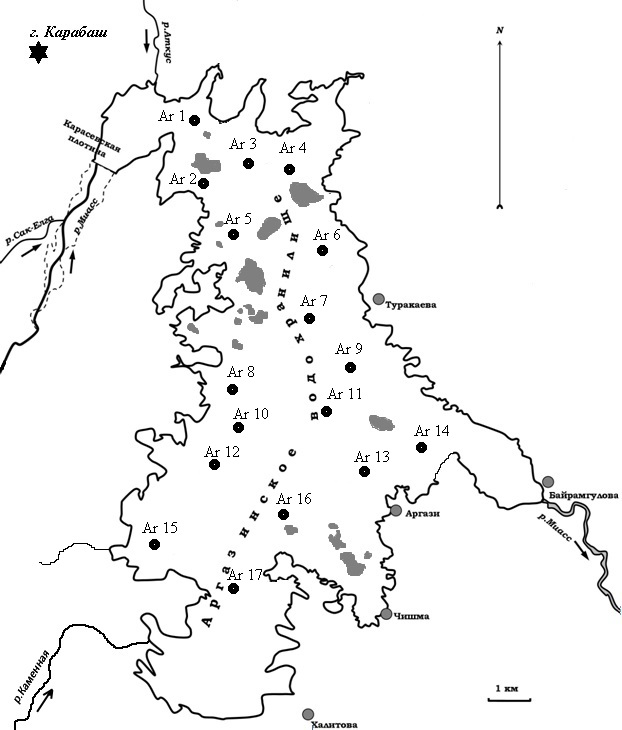 г. Карабаш
р.Аткус
N
Ar 1
Карасевская
плотина
Ar 3
Ar 4
Ar 2
р.Сак-Елга
р.Миасс
Ar 5
Ar 6
Аргазинское водохранилище
Туракаева
Ar 7
Ar 9
Ar 8
Ar 11
Ar 10
Ar 14
Ar 12
Ar 13
Байрамгулова
Ar 16
Аргази
р.Миасс
Ar 15
Ar 17
Чишма
р.Каменная
1 км
Халитова